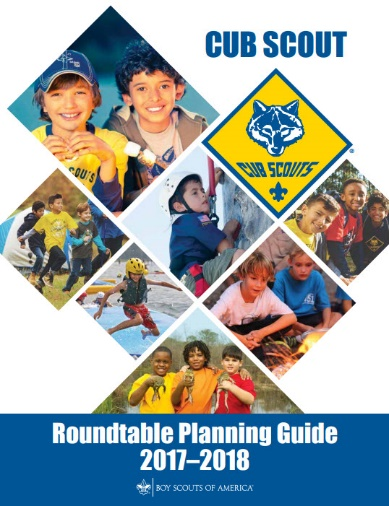 CUB SCOUT
CUB SCOUTS
Roundtable Planning Guide
2017–2018
BOY SCOUTS OF AMERICA®